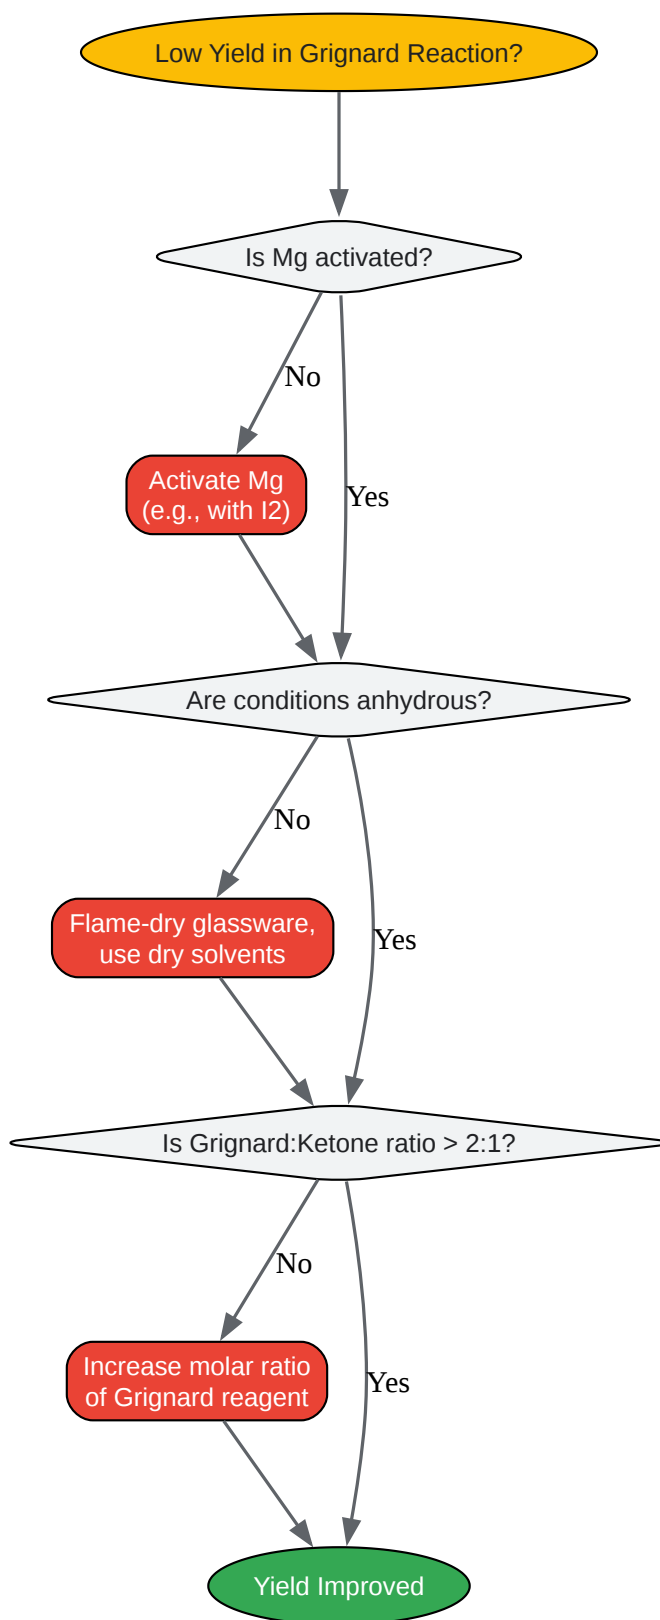 Low Yield in Grignard Reaction?
Is Mg activated?
No
Activate Mg
(e.g., with I2)
Yes
Are conditions anhydrous?
No
Flame-dry glassware,
use dry solvents
Yes
Is Grignard:Ketone ratio > 2:1?
No
Increase molar ratio
of Grignard reagent
Yes
Yield Improved